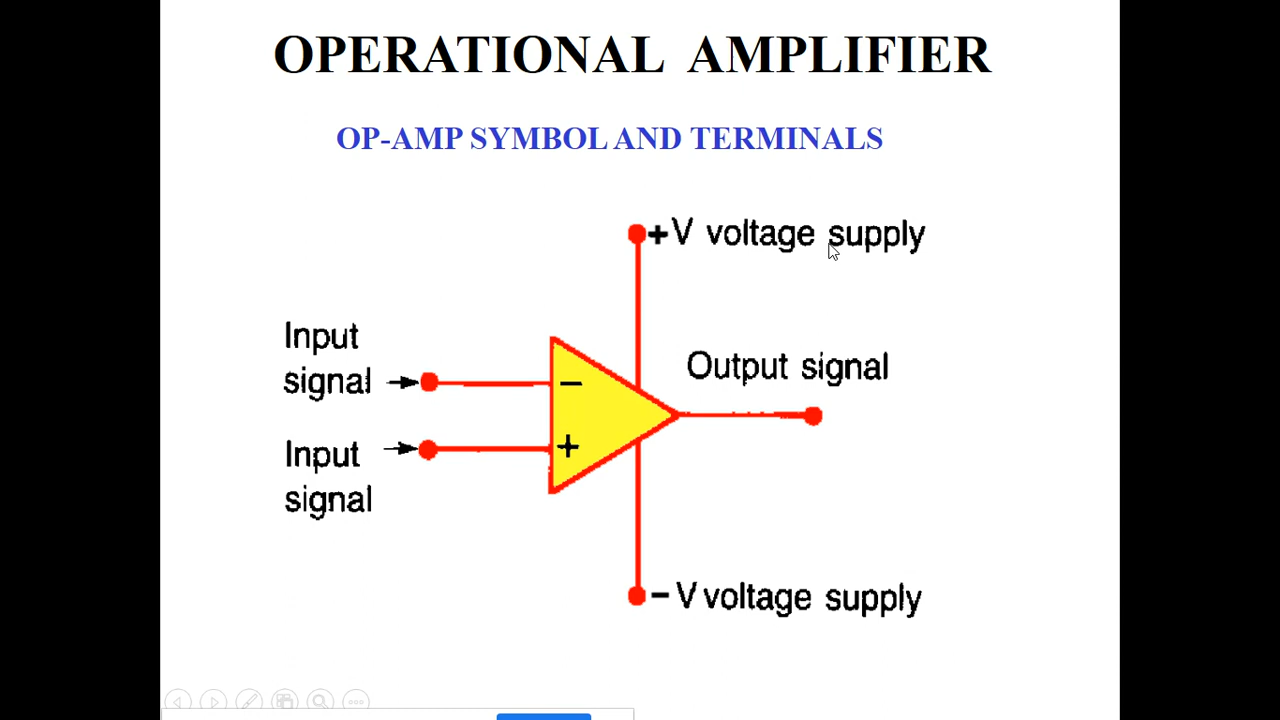 OPERATIONAL AMPLIFIER
OP-AMP SYMBOL AND TERMINALS
+V voltage supply
Input
signal
Output signal
−
+
Input
signal
− V voltage supply